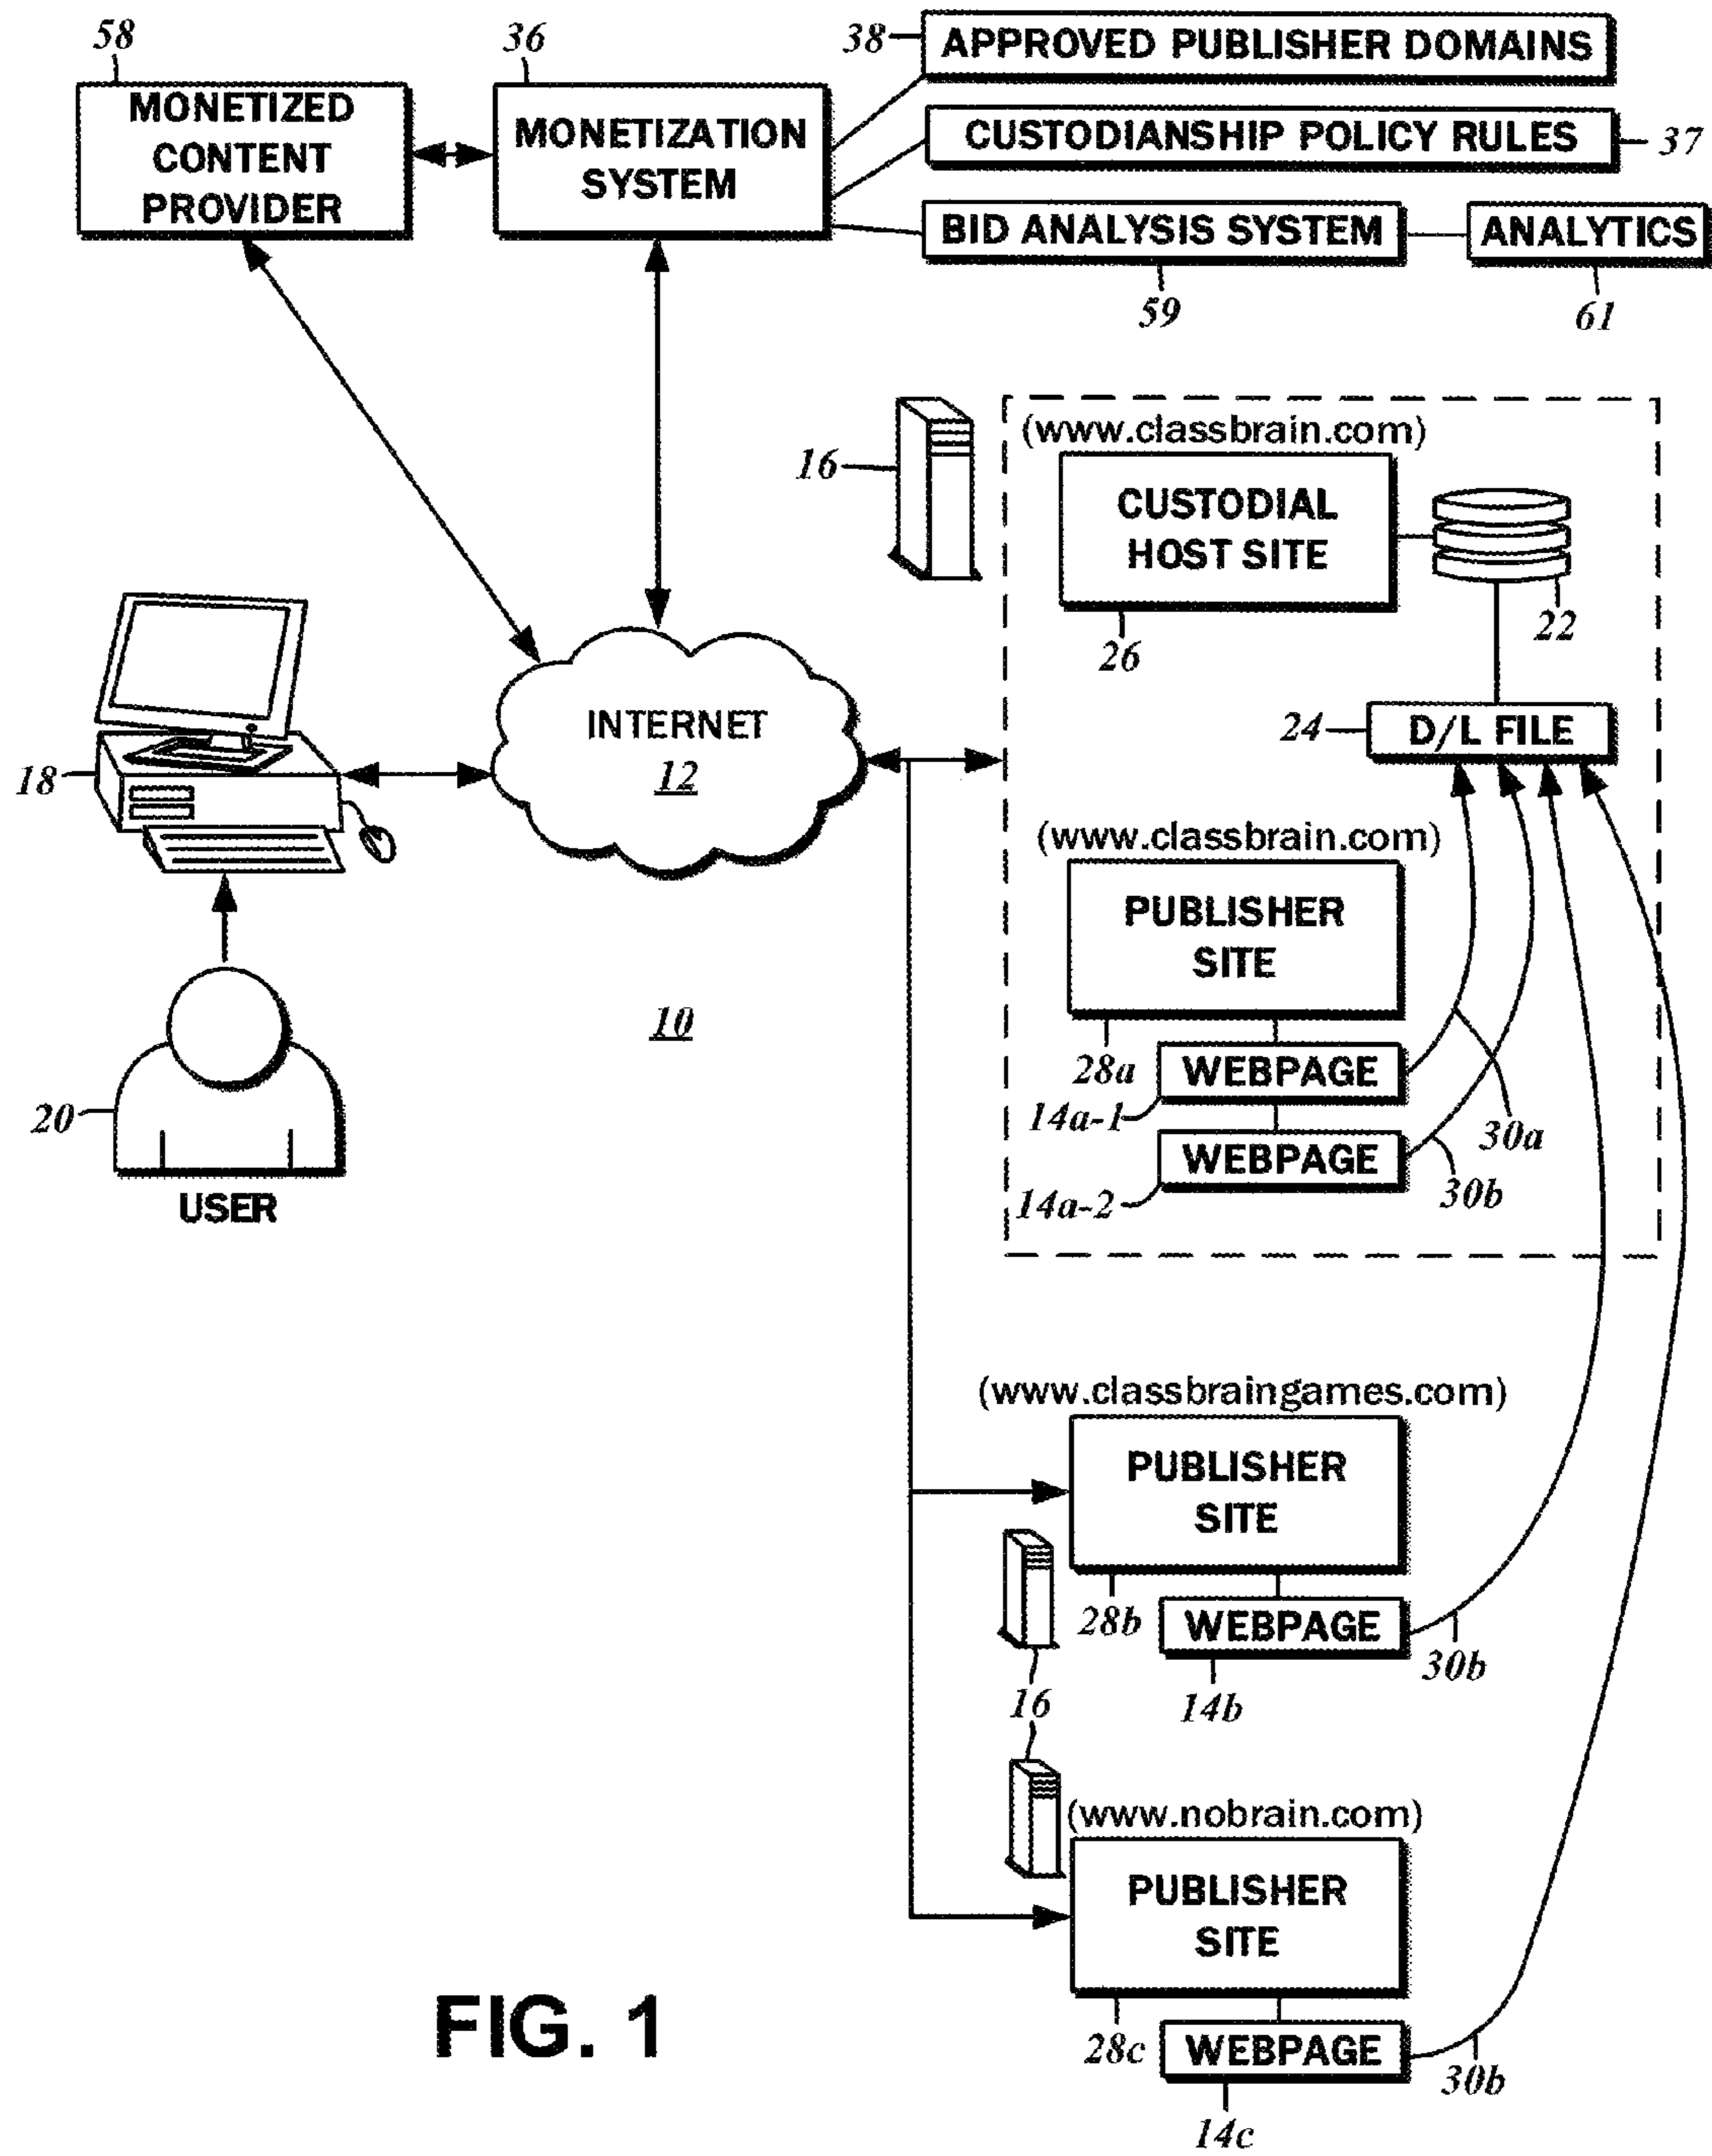 58
36
38
APPROVED PUBLISHER DOMAINS
MONETIZED
CONTENT
PROVIDER
MONETIZATION
SYSTEM
CUSTODIANSHIP POLICY RULES
37
BID ANALYSIS SYSTEM
ANALYTICS
59
61
16
(www.classbrain.com)
CUSTODIAL
HOST SITE
26
22
INTERNET
12
24
D/L FILE
18
(www.classbrain.com)
PUBLISHER
SITE
10
28a
WEBPAGE
14a-1
30a
WEBPAGE
14a-2
30b
20
USER
(www.classbraingames.com)
PUBLISHER
SITE
28b
WEBPAGE
30b
14b
16
(www.nobrain.com)
PUBLISHER
SITE
28c
WEBPAGE
30b
14c
FIG. 1